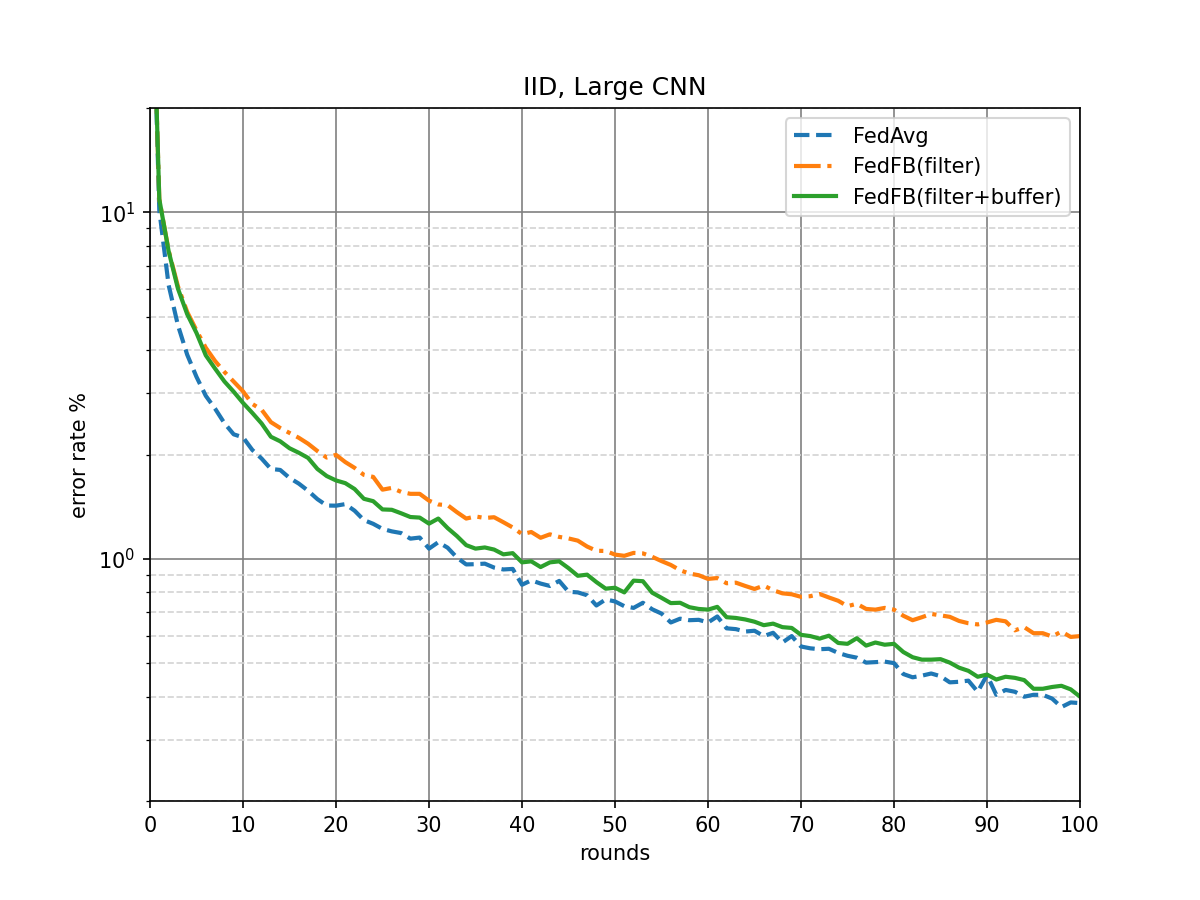 IID, Large CNN
FedAvg
FedFB(filter)
FedFB(filter+buffer)
10¹
10⁰
error rate %
0 10 20 30 40 50 60 70 80 90 100
rounds